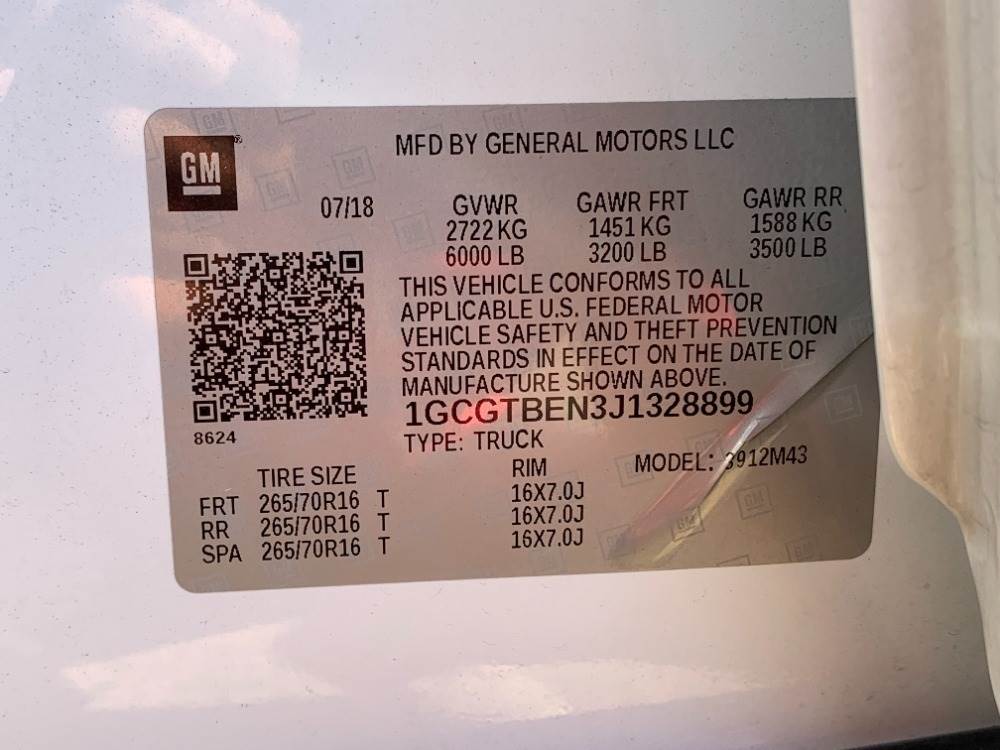 GM
MFD BY GENERAL MOTORS LLC
07/18
GVWR GAWR FRT GAWR RR
2722 KG 1451 KG 1588 KG
6000 LB 3200 LB 3500 LB
THIS VEHICLE CONFORMS TO ALL
APPLICABLE U.S. FEDERAL MOTOR
VEHICLE SAFETY AND THEFT PREVENTION
STANDARDS IN EFFECT ON THE DATE OF
MANUFACTURE SHOWN ABOVE.
1GCGTBEN3J1328899
8624
TYPE: TRUCK
MODEL: 3912M43
TIRE SIZE RIM
FRT 265/70R16 T 16X7.0J
RR 265/70R16 T 16X7.0J
SPA 265/70R16 T 16X7.0J